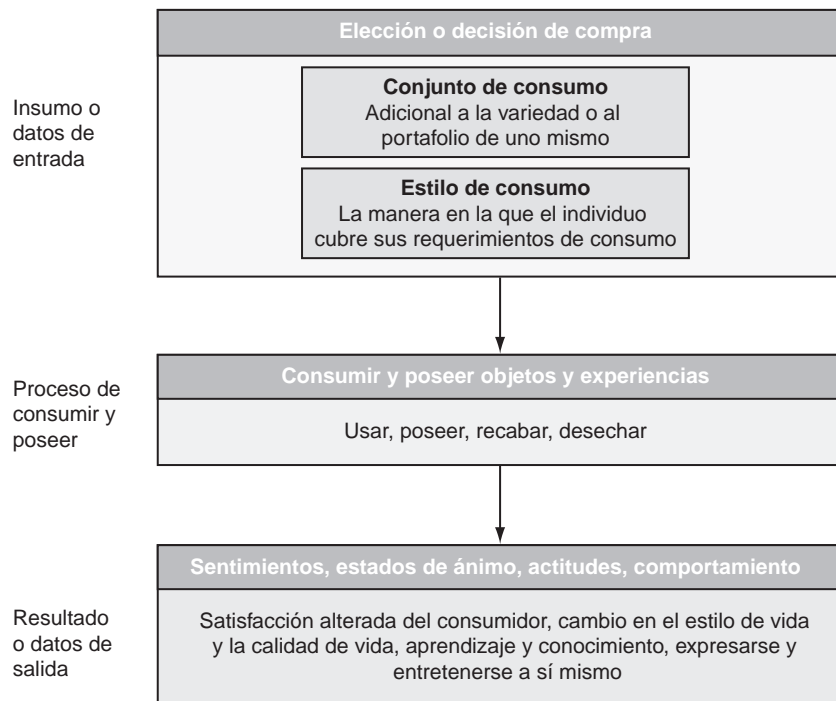 Elección o decisión de compra
Insumo o
datos de
entrada
Conjunto de consumo
Adicional a la variedad o al
portafolio de uno mismo
Estilo de consumo
La manera en la que el individuo
cubre sus requerimientos de consumo
Proceso de
consumir y
poseer
Consumir y poseer objetos y experiencias
Usar, poseer, recabar, desechar
Resultado
o datos de
salida
Sentimientos, estados de ánimo, actitudes, comportamiento
Satisfacción alterada del consumidor, cambio en el estilo de vida
y la calidad de vida, aprendizaje y conocimiento, expresarse y
entretenerse a sí mismo